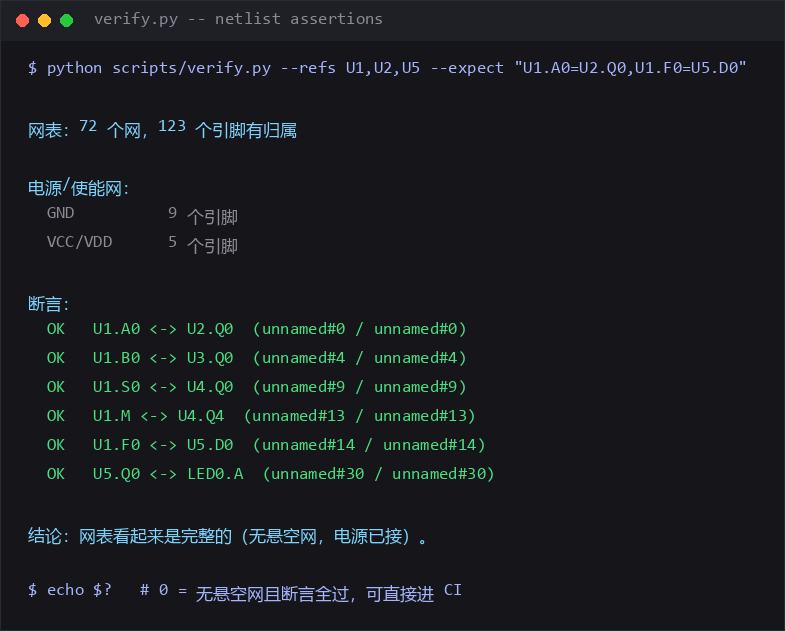 verify.py -- netlist assertions
$ python scripts/verify.py --refs U1,U2,U5 --expect "U1.A0=U2.Q0,U1.F0=U5.D0"
网表: 72 个网, 123 个引脚有归属
电源/使能网:
GND 9 个引脚
VCC/VDD 5 个引脚
断言:
OK U1.A0 <-> U2.Q0 (unnamed#0 / unnamed#0)
OK U1.B0 <-> U3.Q0 (unnamed#4 / unnamed#4)
OK U1.S0 <-> U4.Q0 (unnamed#9 / unnamed#9)
OK U1.M <-> U4.Q4 (unnamed#13 / unnamed#13)
OK U1.F0 <-> U5.D0 (unnamed#14 / unnamed#14)
OK U5.Q0 <-> LED0.A (unnamed#30 / unnamed#30)
结论: 网表看起来是完整的（无悬空网, 电源已接）。
$ echo $? # 0 = 无悬空网且断言全过, 可直接进 CI